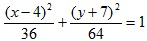 (x-4)²/36 + (y+7)²/64 = 1